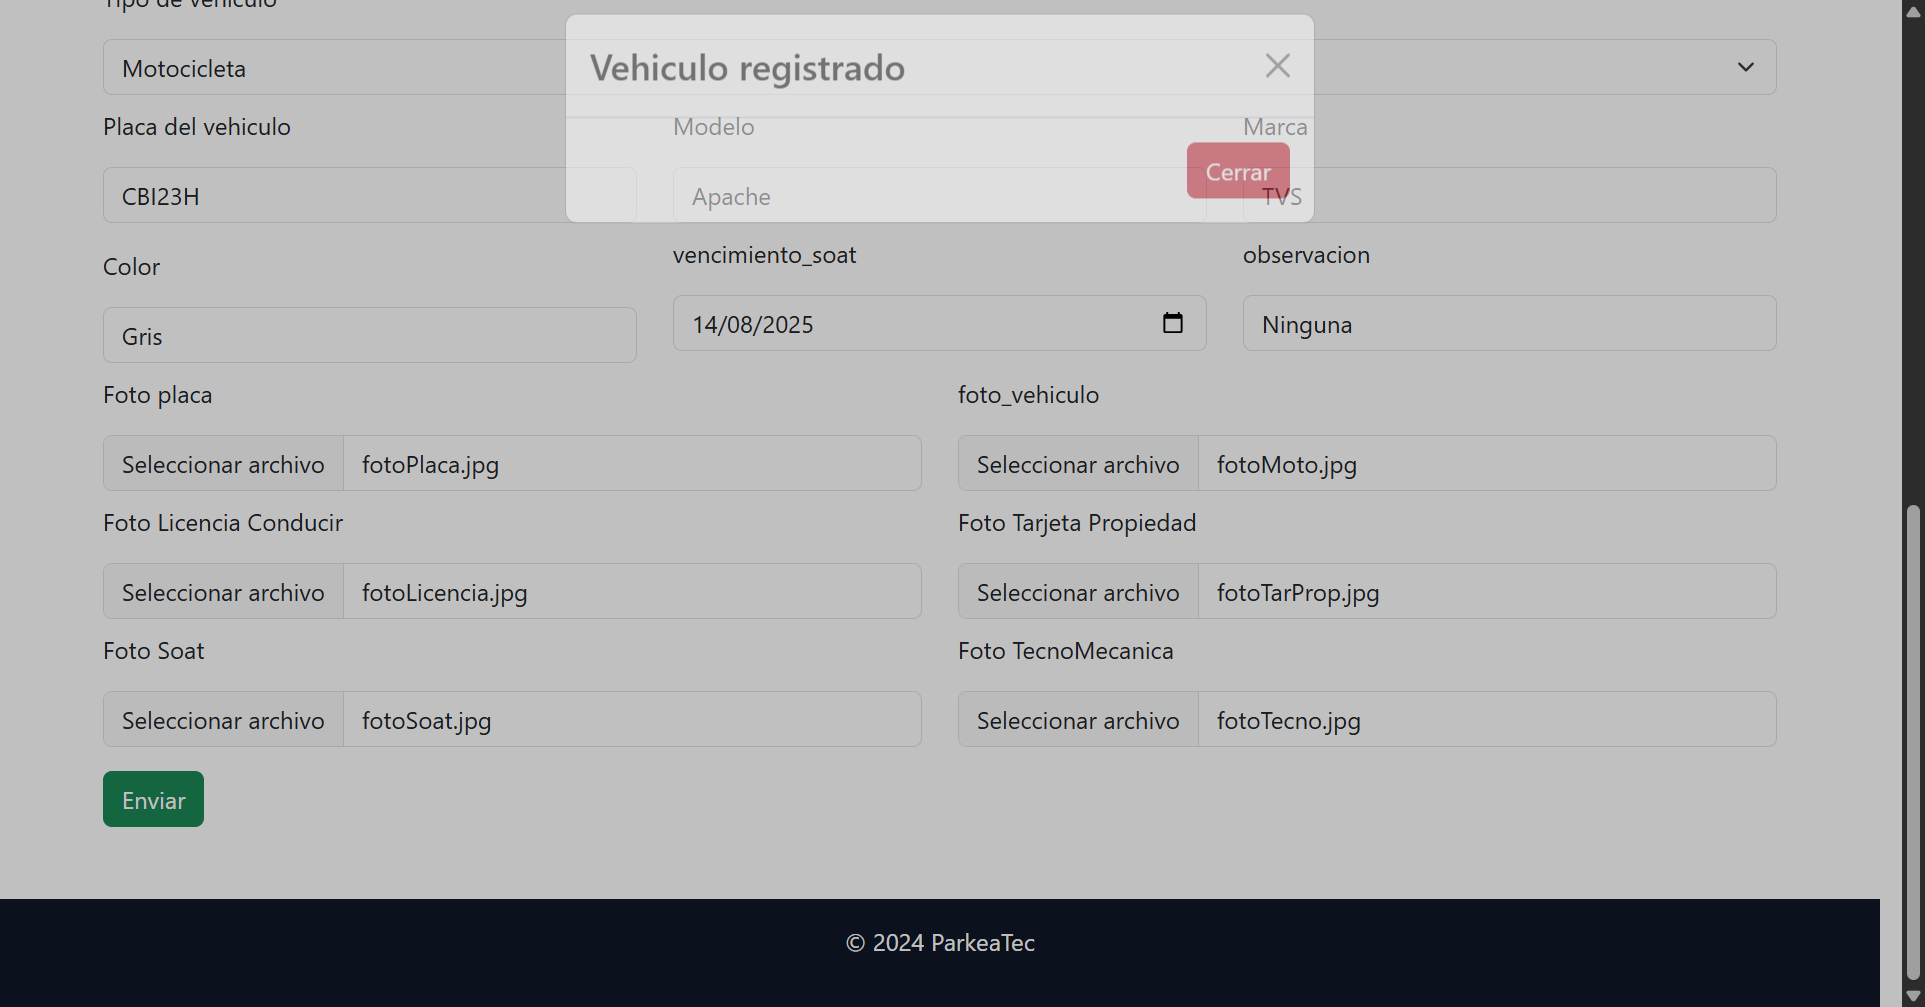 Tipo de vehiculo
Vehiculo registrado
Motocicleta
Placa del vehiculo
Modelo
Marca
Cerrar
CBI23H
Apache
TVS
Color
vencimiento_soat
observacion
Gris
14/08/2025
Ninguna
Foto placa
foto_vehiculo
Seleccionar archivo fotoPlaca.jpg
Seleccionar archivo fotoMoto.jpg
Foto Licencia Conducir
Foto Tarjeta Propiedad
Seleccionar archivo fotoLicencia.jpg
Seleccionar archivo fotoTarProp.jpg
Foto Soat
Foto TecnoMecanica
Seleccionar archivo fotoSoat.jpg
Seleccionar archivo fotoTecno.jpg
Enviar
© 2024 ParkeaTec